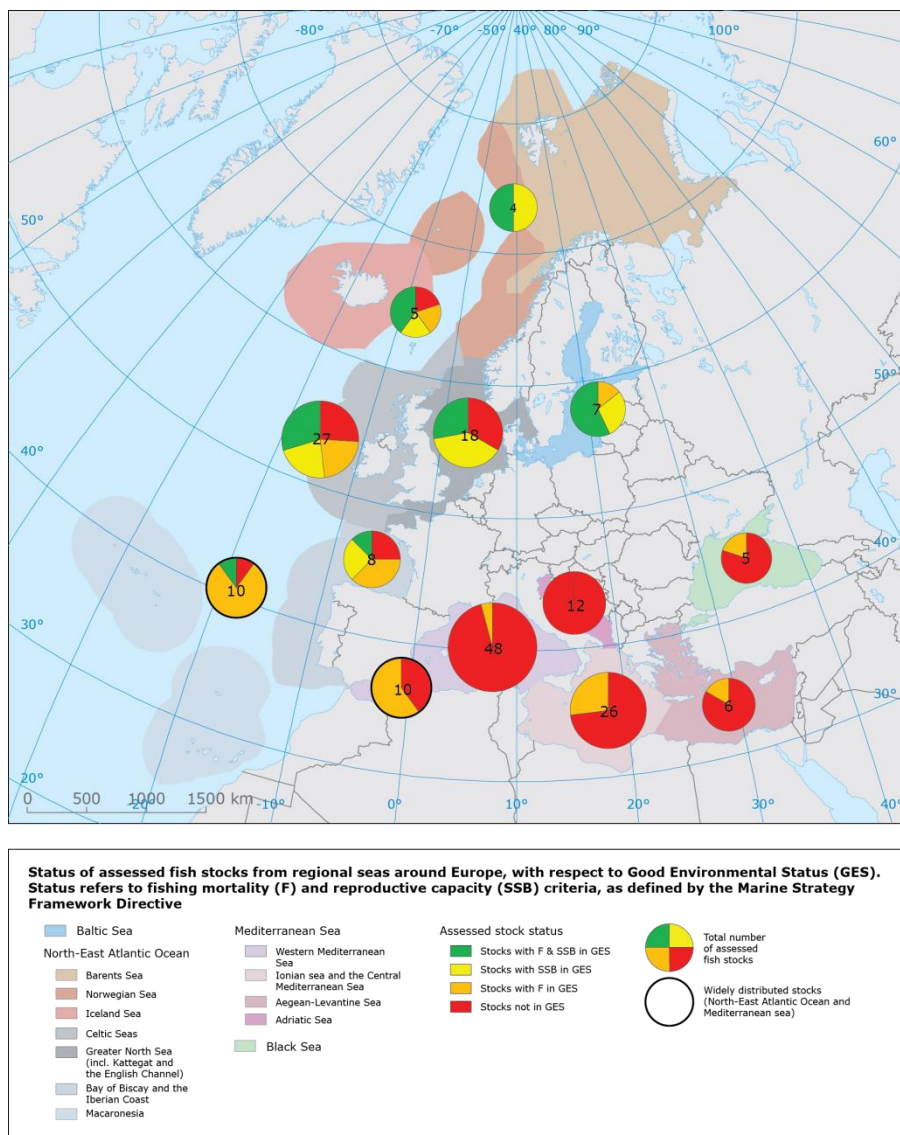 -80°
-70°
-50°
40°
80°
90°
100°
60°
50°
4
50°
5
40°
27
18
7
40°
30°
10
8
5
12
48
10
26
6
30°
20°
0 500 1000 1500 km
-20°
-10°
0°
10°
20°
30°
40°
Status of assessed fish stocks from regional seas around Europe, with respect to Good Environmental Status (GES).
Status refers to fishing mortality (F) and reproductive capacity (SSB) criteria, as defined by the Marine Strategy
Framework Directive
Baltic Sea
North-East Atlantic Ocean
Barents Sea
Norwegian Sea
Iceland Sea
Celtic Seas
Greater North Sea
(incl. Kattegat and
the English Channel)
Bay of Biscay and the
Iberian Coast
Macaronesia
Mediterranean Sea
Western Mediterranean
Sea
Ionian sea and the Central
Mediterranean Sea
Aegean-Levantine Sea
Adriatic Sea
Black Sea
Assessed stock status
Stocks with F & SSB in GES
Stocks with SSB in GES
Stocks with F in GES
Stocks not in GES
Total number
of assessed
fish stocks
Widely distributed stocks
(North-East Atlantic Ocean and
Mediterranean sea)